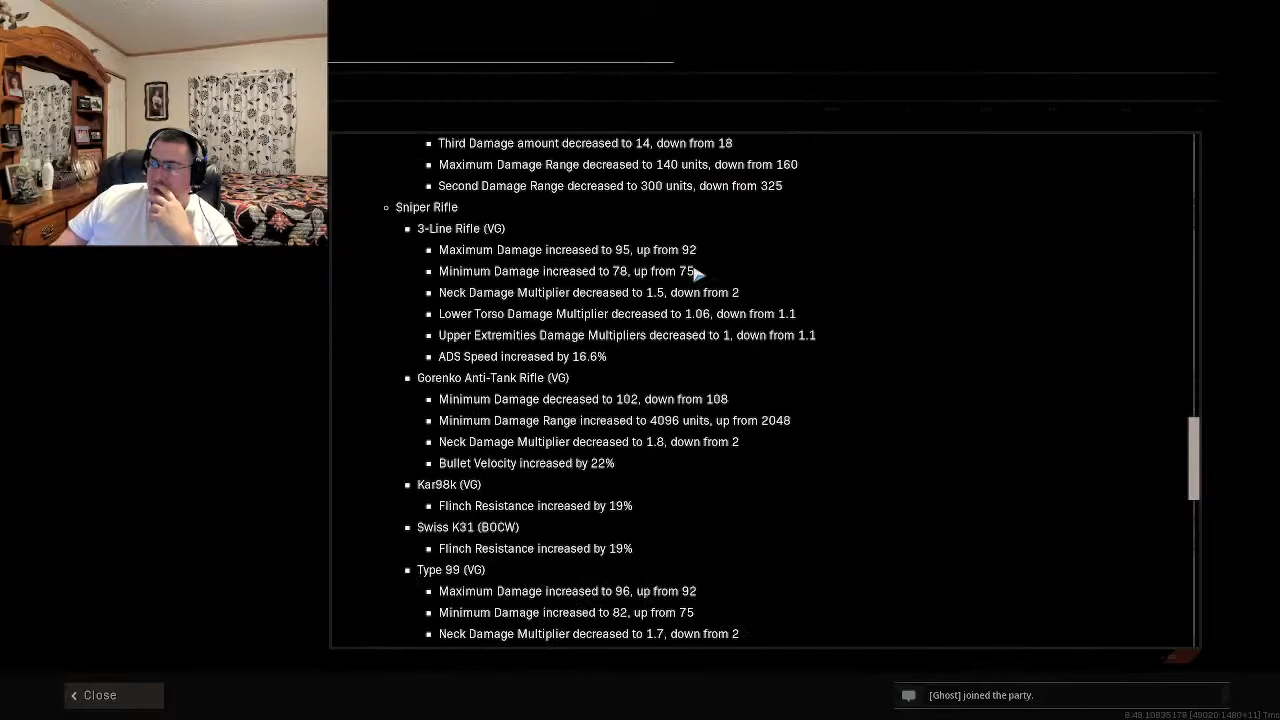 Third Damage amount decreased to 14, down from 18
Maximum Damage Range decreased to 140 units, down from 160
Second Damage Range decreased to 300 units, down from 325
Sniper Rifle
3-Line Rifle (VG)
Maximum Damage increased to 95, up from 92
Minimum Damage increased to 78, up from 75
Neck Damage Multiplier decreased to 1.5, down from 2
Lower Torso Damage Multiplier decreased to 1.06, down from 1.1
Upper Extremities Damage Multipliers decreased to 1, down from 1.1
ADS Speed increased by 16.6%
Gorenko Anti-Tank Rifle (VG)
Minimum Damage decreased to 102, down from 108
Minimum Damage Range increased to 4096 units, up from 2048
Neck Damage Multiplier decreased to 1.8, down from 2
Bullet Velocity increased by 22%
Kar98k (VG)
Flinch Resistance increased by 19%
Swiss K31 (BOCW)
Flinch Resistance increased by 19%
Type 99 (VG)
Maximum Damage increased to 96, up from 92
Minimum Damage increased to 82, up from 75
Neck Damage Multiplier decreased to 1.7, down from 2
Close
[Ghost] joined the party.